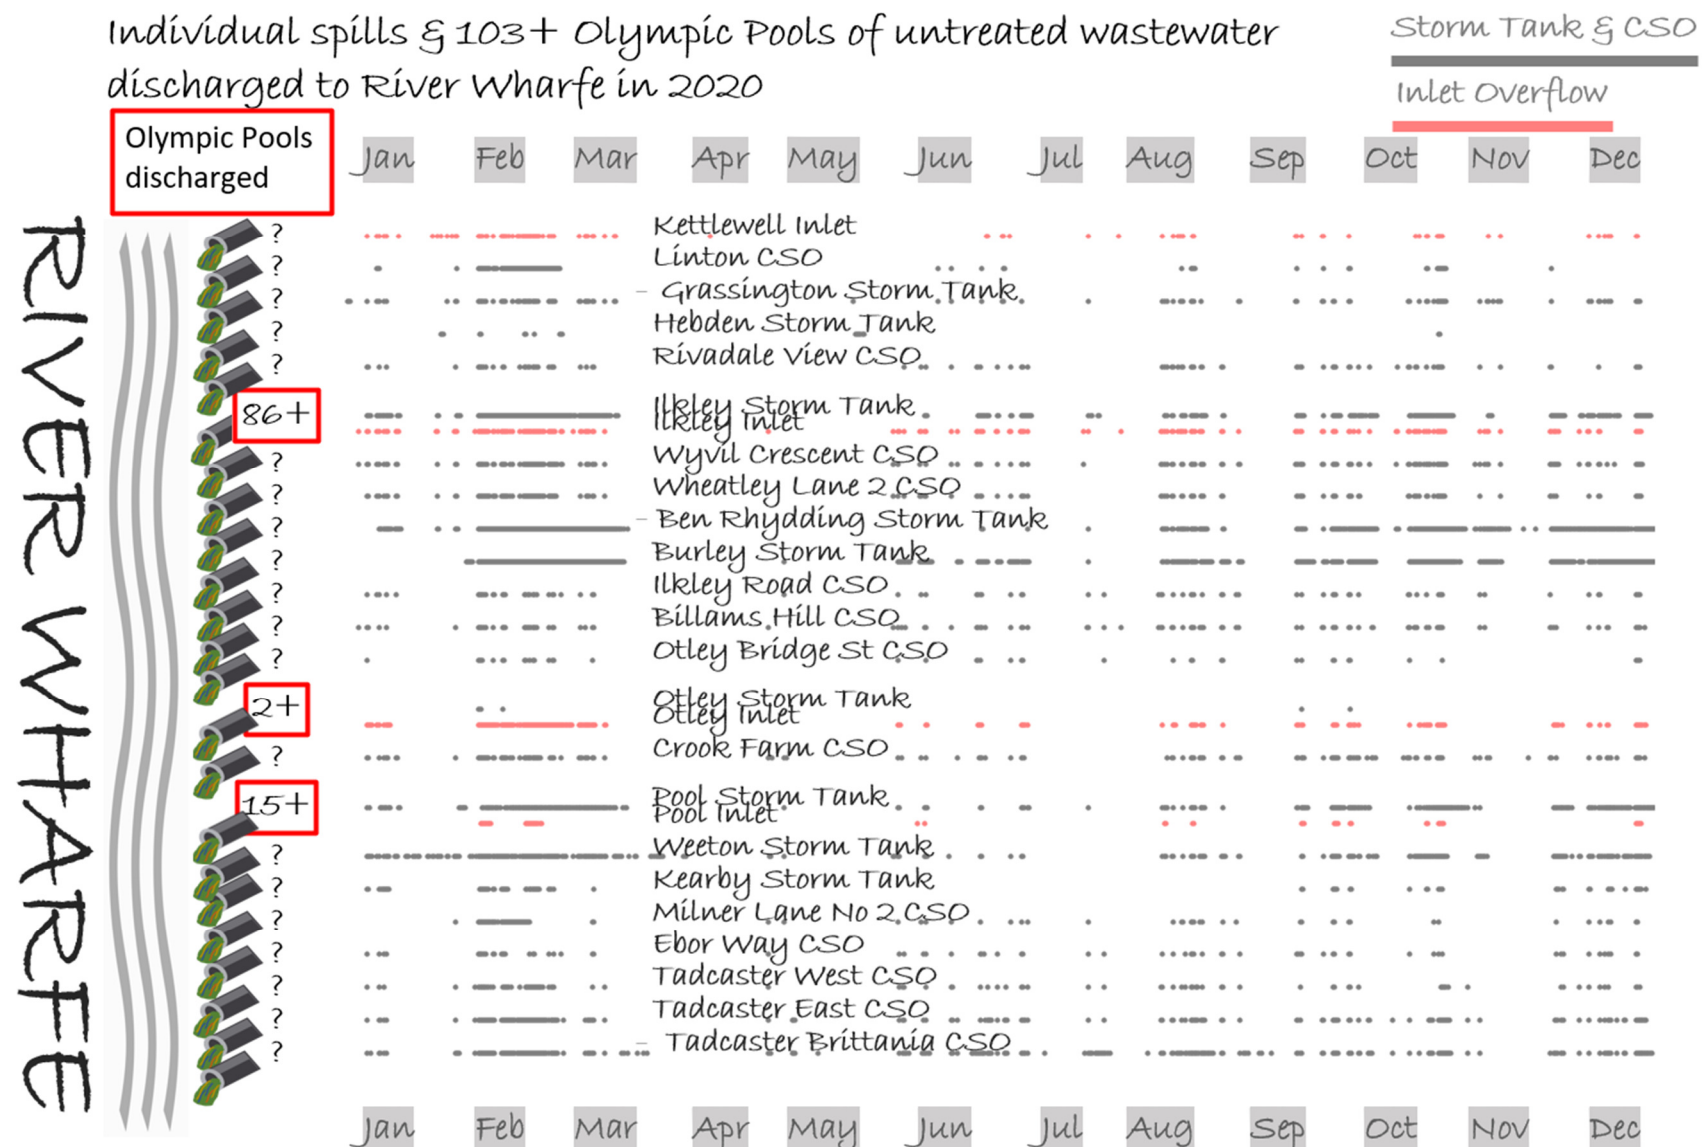 Individual spills & 103+ Olympic Pools of untreated wastewater
discharged to River Wharfe in 2020
Storm Tank & CSO
Inlet Overflow
Olympic Pools
discharged
Jan Feb Mar Apr May Jun Jul Aug Sep Oct Nov Dec
RIVER WHARFE
? Kettlewell Inlet
? Linton CSO
? Grassington Storm Tank
? Hebden Storm Tank
? Rivadale View CSO
86+ Ilkley Storm Tank
Ilkley Inlet
? Wyvil Crescent CSO
? Wheatley Lane 2 CSO
? Ben Rhydding Storm Tank
? Burley Storm Tank
? Ilkley Road CSO
? Billams Hill CSO
? Otley Bridge St CSO
2+ Otley Storm Tank
Otley Inlet
? Crook Farm CSO
15+ Pool Storm Tank
Pool Inlet
? Weeton Storm Tank
? Kearby Storm Tank
? Milner Lane No 2 CSO
? Ebor Way CSO
? Tadcaster West CSO
? Tadcaster East CSO
? Tadcaster Brittania CSO
Jan Feb Mar Apr May Jun Jul Aug Sep Oct Nov Dec